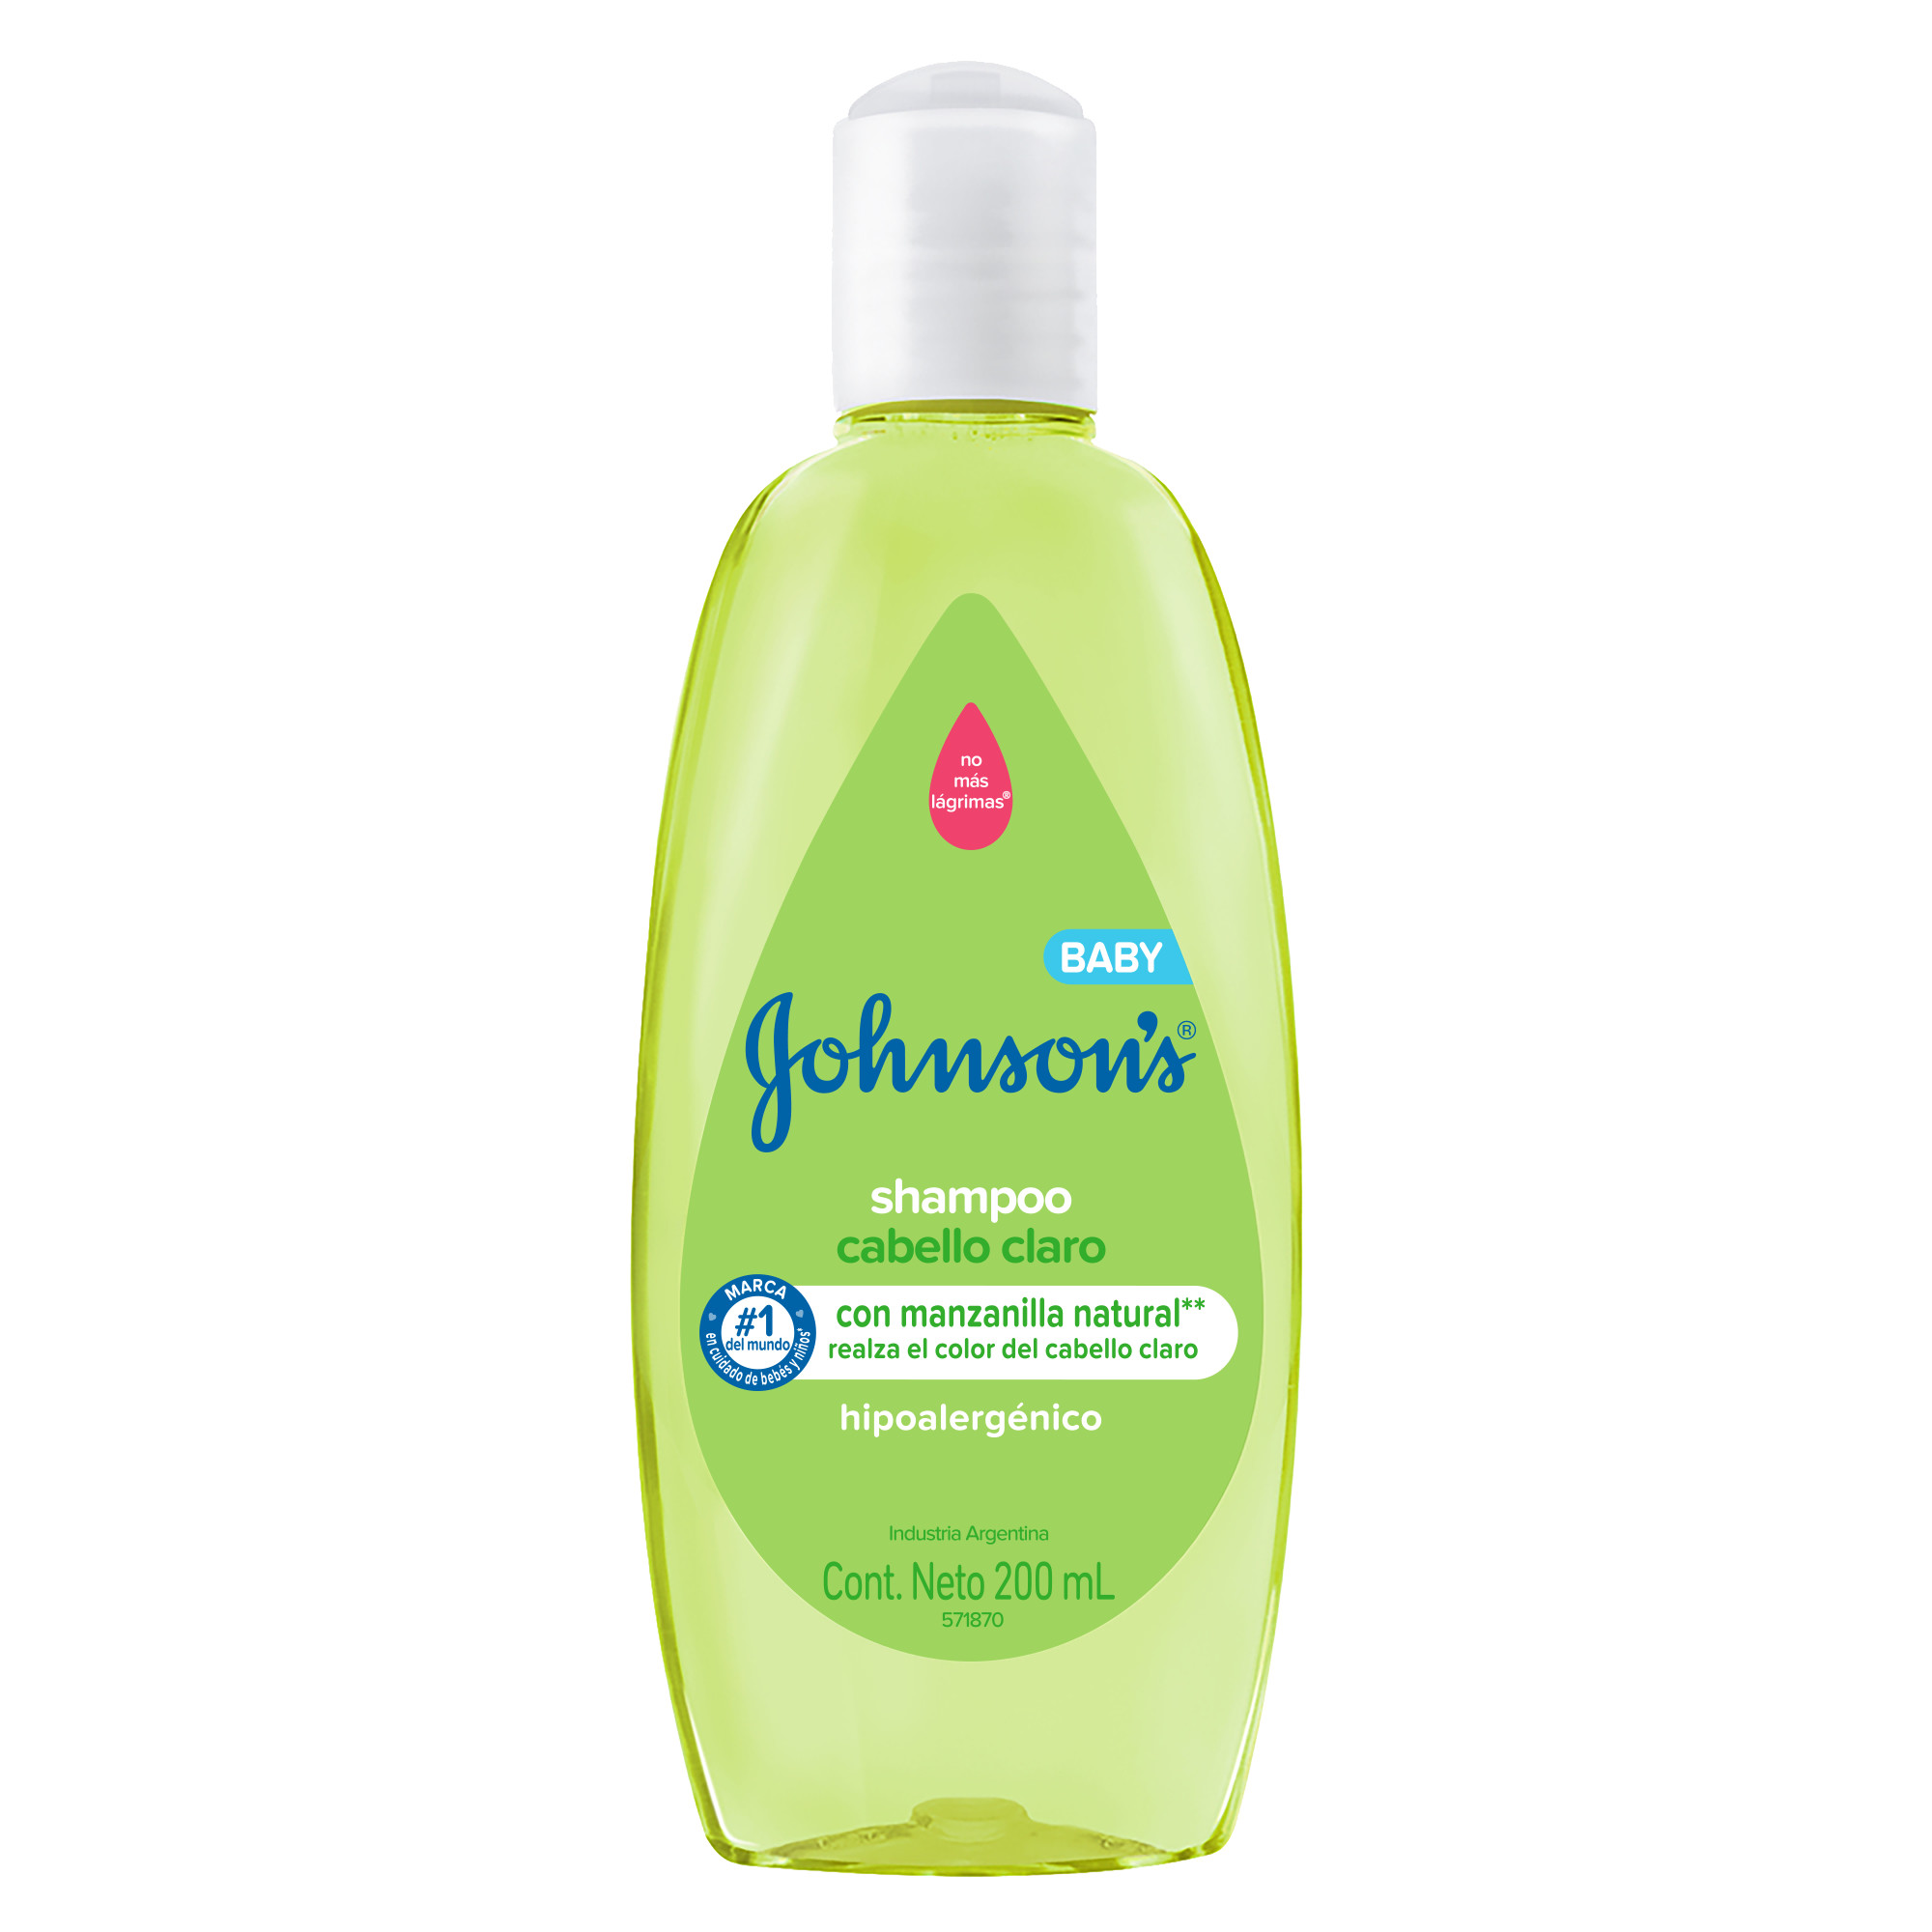 no
más
lágrimas®
BABY
Johnson's®
shampoo
cabello claro
MARCA
#1
del mundo
en cuidado de bebés y niños*
con manzanilla natural**
realza el color del cabello claro
hipoalergénico
Industria Argentina
Cont. Neto 200 mL
571870